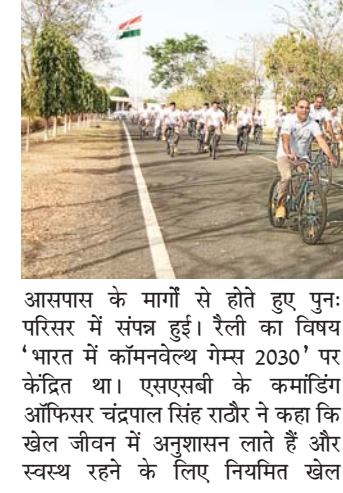 आसपास के मार्गों से होते हुए पुनः
परिसर में संपन्न हुई। रैली का विषय
‘भारत में कॉमनवेल्थ गेम्स 2030’ पर
केंद्रित था। एसएसबी के कमांडिंग
ऑफिसर चंद्रपाल सिंह राठौर ने कहा कि
खेल जीवन में अनुशासन लाते हैं और
स्वस्थ रहने के लिए नियमित खेल